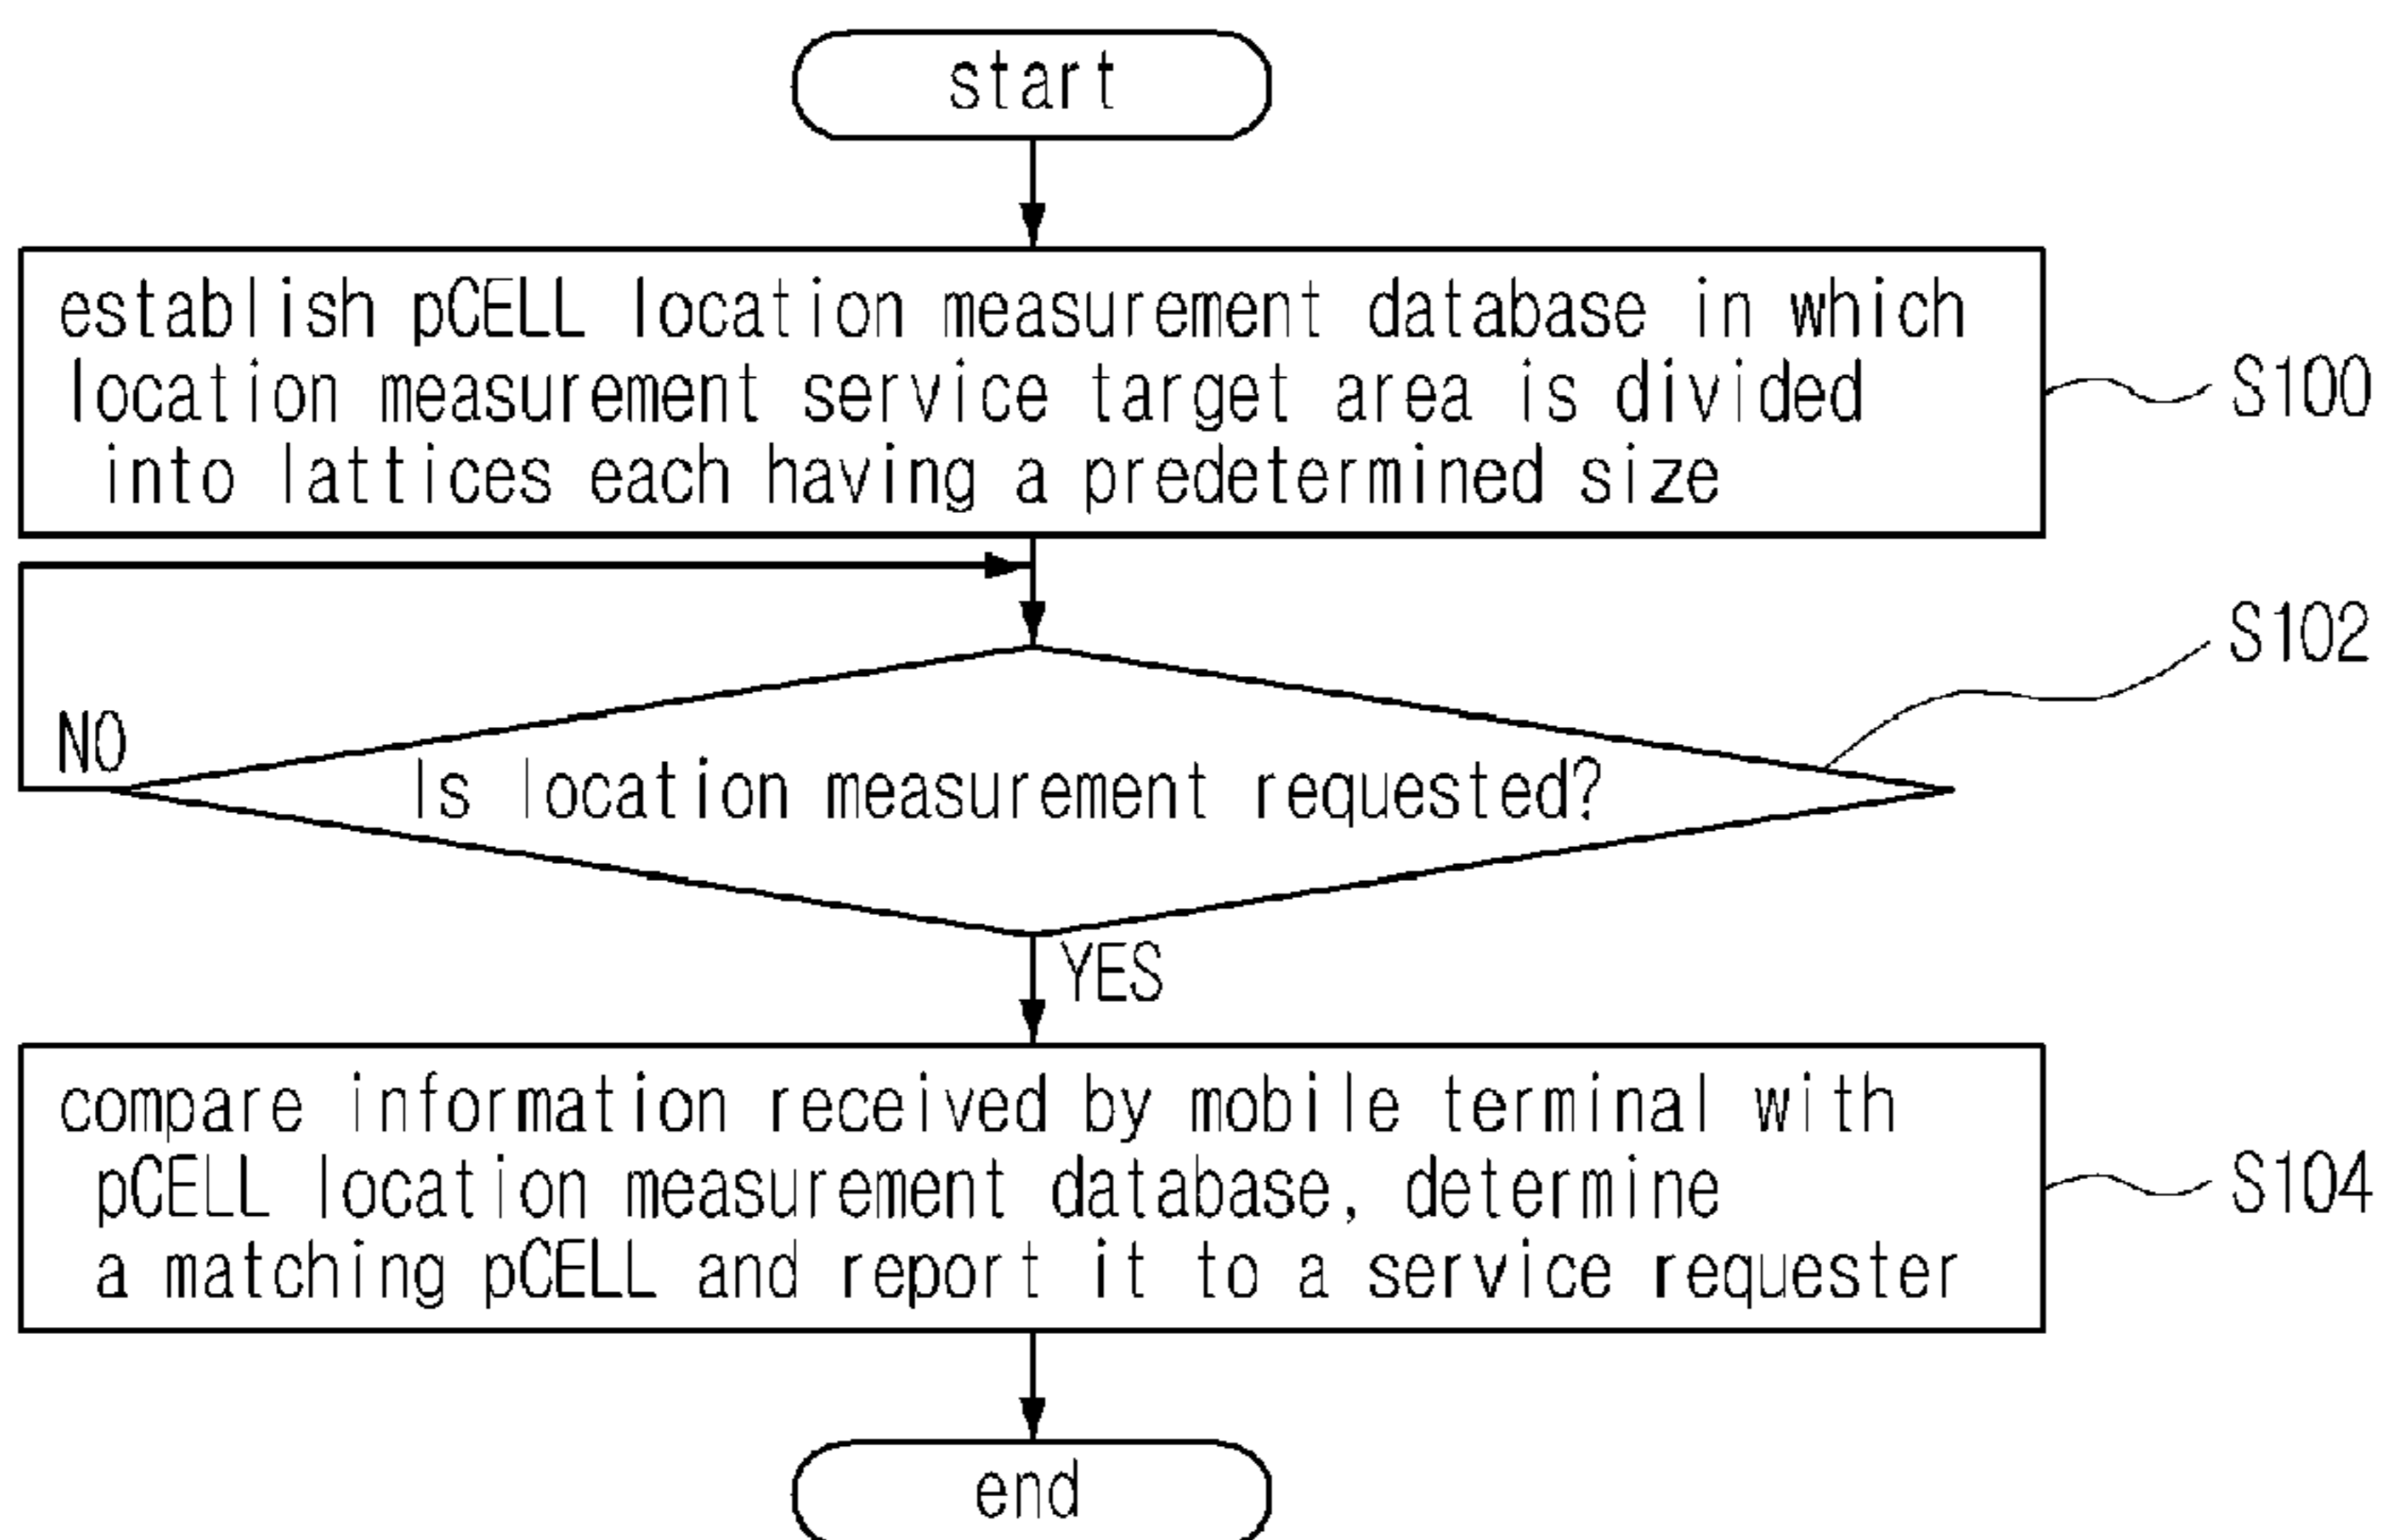 start
establish pCELL location measurement database in which
location measurement service target area is divided
into lattices each having a predetermined size
S100
S102
NO
Is location measurement requested?
YES
compare information received by mobile terminal with
pCELL location measurement database, determine
a matching pCELL and report it to a service requester
S104
end